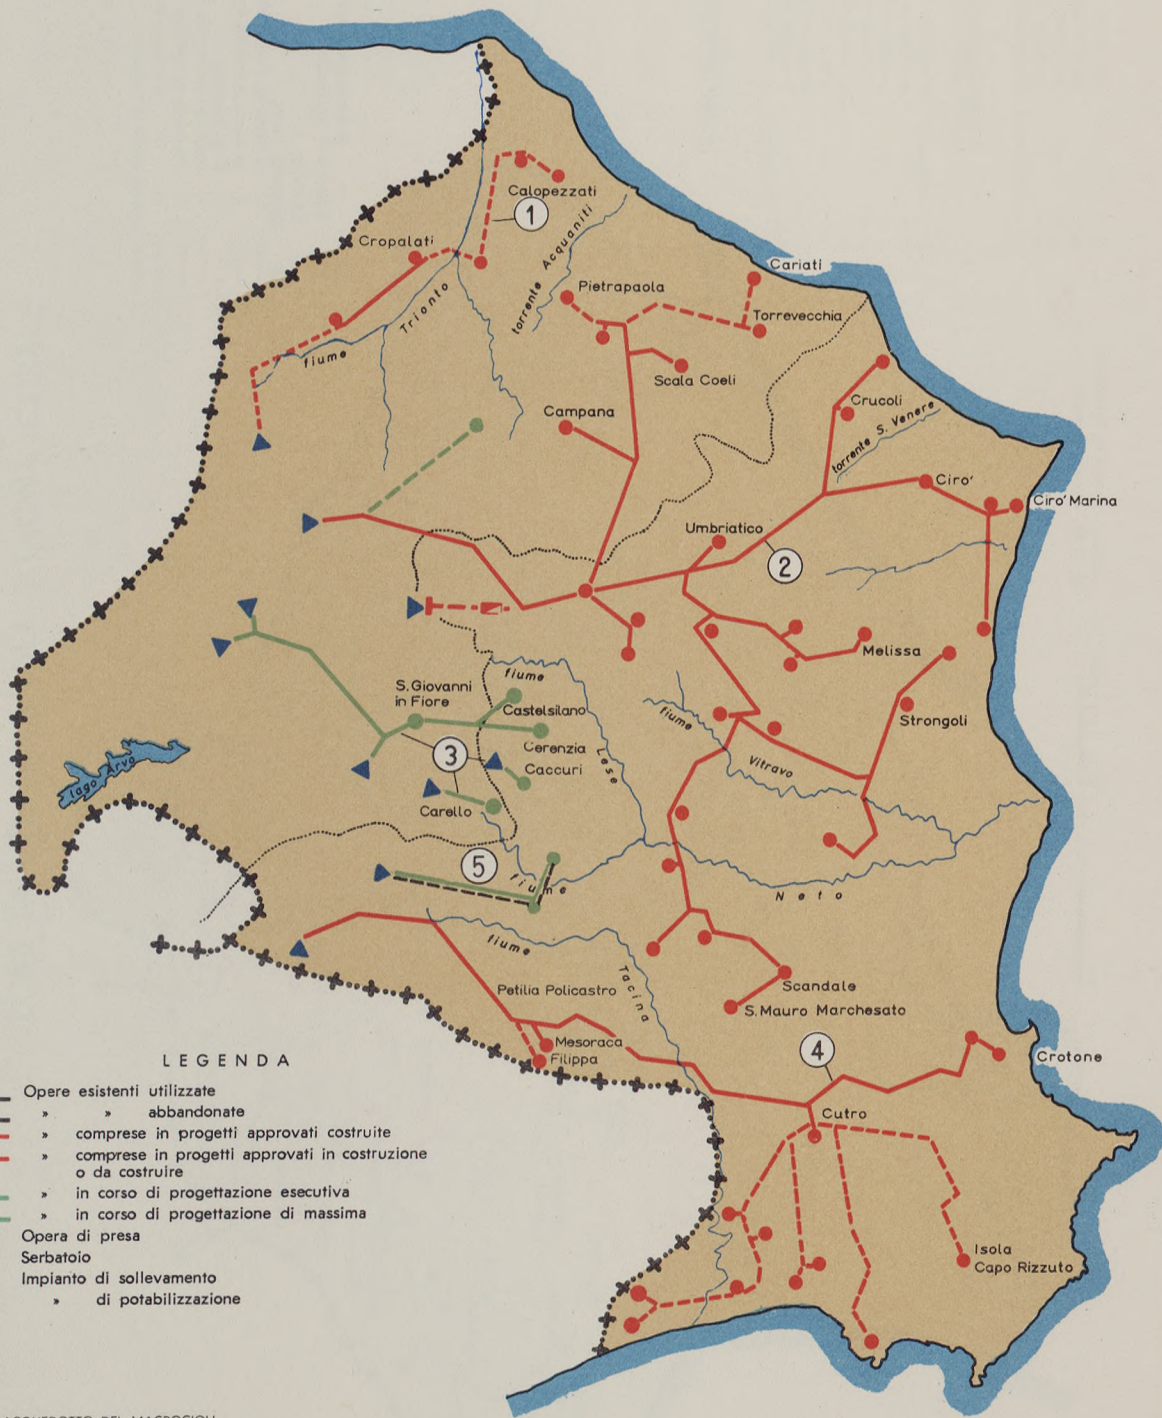 Calopezzati
1
torrente Acquaniti
Cropalati
Cariati
Pietrapaola
fiume Trionto
Torrevecchia
Scala Coeli
Crucoli
Campana
torrente S. Venere
Ciro'
Ciro' Marina
Umbriatico
2
Melissa
fiume Lese
S. Giovanni
in Fiore
Castelsilano
Strongoli
fiume Vitravo
Cerenzia
3
Caccuri
lago Arvo
Carello
5
fiume Neto
fiume Tacina
Scandale
Petilia Policastro
S. Mauro Marchesato
Mesoraca
4
Crotone
Filippa
Cutro
Isola
Capo Rizzuto
LEGENDA
Opere esistenti utilizzate
» » abbandonate
» comprese in progetti approvati costruite
» comprese in progetti approvati in costruzione
o da costruire
» in corso di progettazione esecutiva
» in corso di progettazione di massima
Opera di presa
Serbatoio
Impianto di sollevamento
» di potabilizzazione